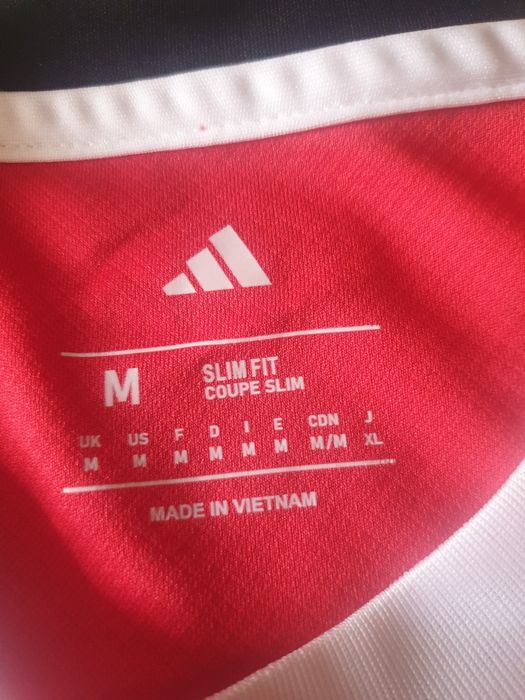 M
SLIM FIT
COUPE SLIM
UK US F D I E CDN J
M M M M M M M/M XL
MADE IN VIETNAM